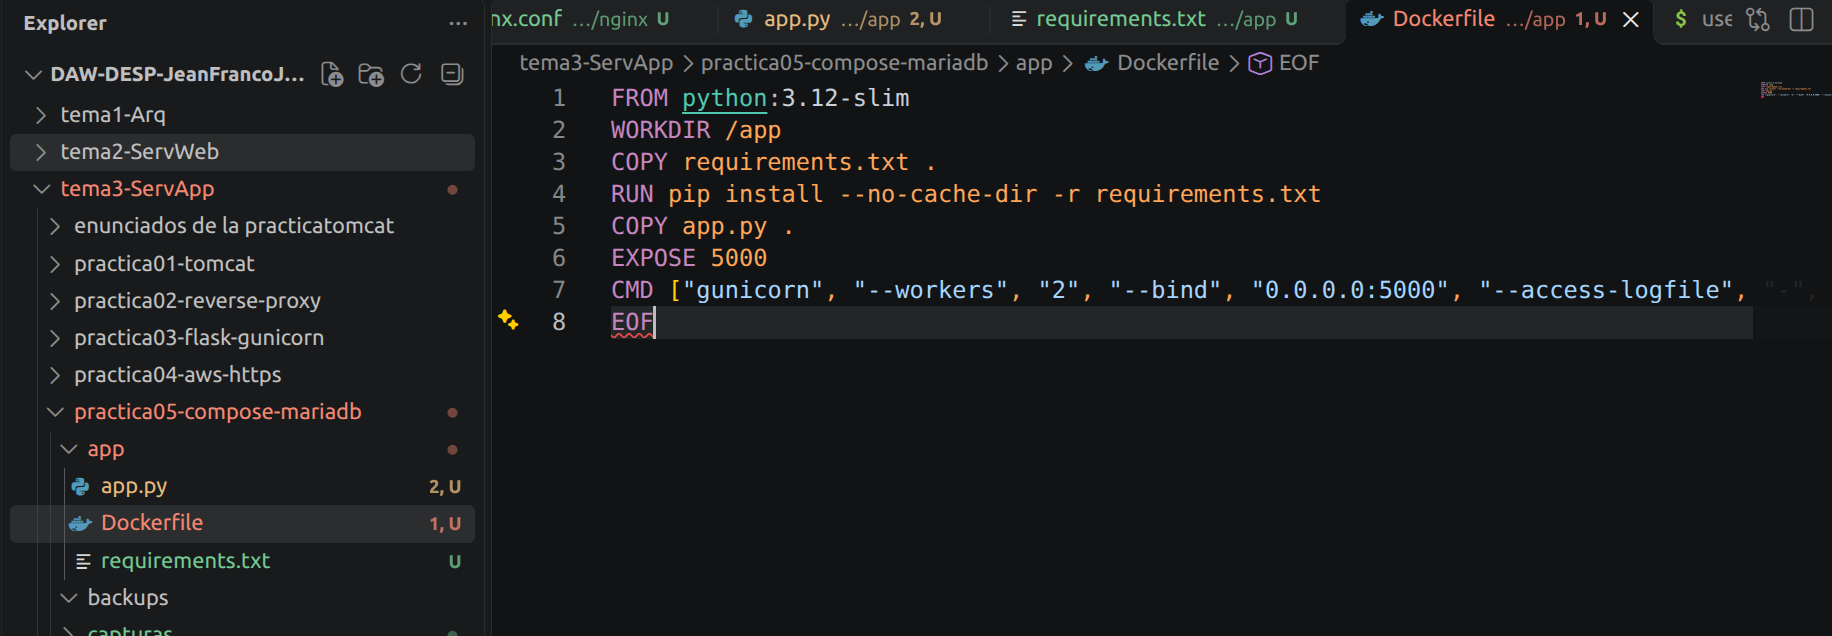 Explorer ...
DAW-DESP-JeanFrancoJ...
tema1-Arq
tema2-ServWeb
tema3-ServApp
enunciados de la practicatomcat
practica01-tomcat
practica02-reverse-proxy
practica03-flask-gunicorn
practica04-aws-https
practica05-compose-mariadb
app
app.py 2, U
Dockerfile 1, U
requirements.txt U
backups
capturas
nx.conf .../nginx U app.py .../app 2, U requirements.txt .../app U Dockerfile .../app 1, U $ use
tema3-ServApp > practica05-compose-mariadb > app > Dockerfile > EOF
1 FROM python:3.12-slim
2 WORKDIR /app
3 COPY requirements.txt .
4 RUN pip install --no-cache-dir -r requirements.txt
5 COPY app.py .
6 EXPOSE 5000
7 CMD ["gunicorn", "--workers", "2", "--bind", "0.0.0.0:5000", "--access-logfile", "-",
8 EOF